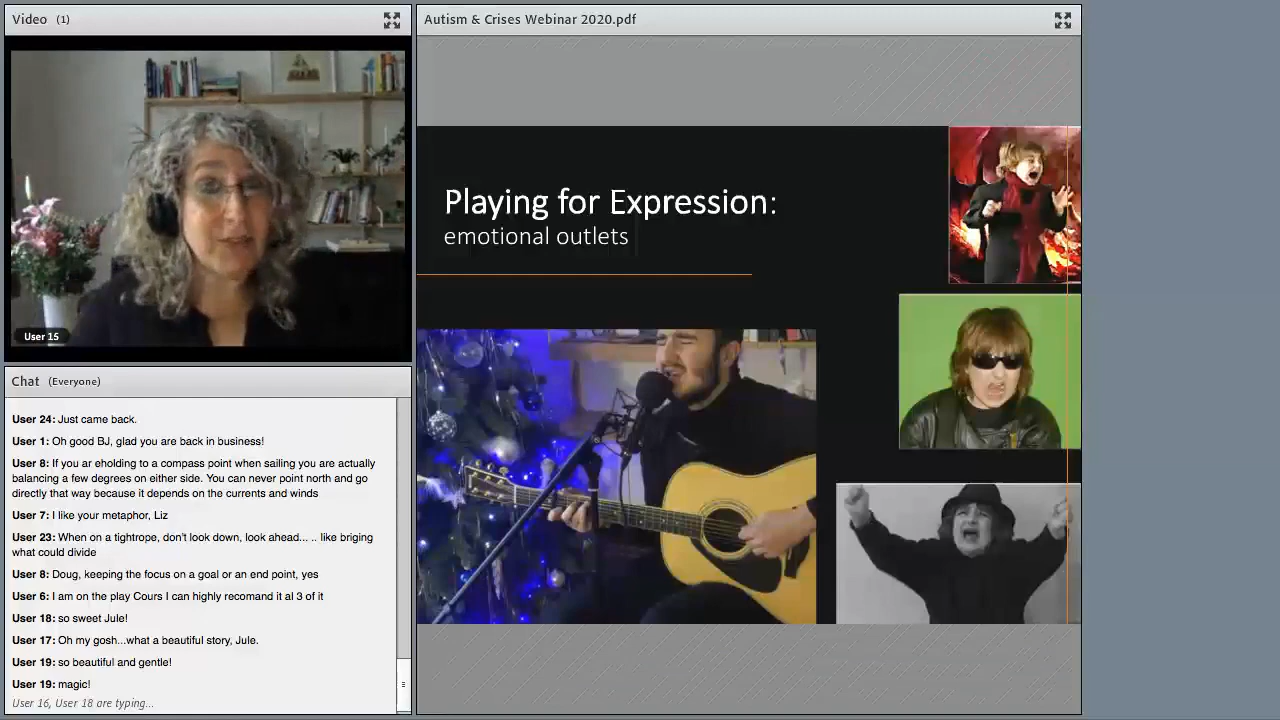 Video (1)
User 15
Chat (Everyone)
User 24: Just came back.
User 1: Oh good BJ, glad you are back in business!
User 8: If you ar eholding to a compass point when sailing you are actually
balancing a few degrees on either side. You can never point north and go
directly that way because it depends on the currents and winds
User 7: I like your metaphor, Liz
User 23: When on a tightrope, don't look down, look ahead... .. like briging
what could divide
User 8: Doug, keeping the focus on a goal or an end point, yes
User 6: I am on the play Cours I can highly recomand it al 3 of it
User 18: so sweet Jule!
User 17: Oh my gosh...what a beautiful story, Jule.
User 19: so beautiful and gentle!
User 19: magic!
User 16, User 18 are typing...
Autism & Crises Webinar 2020.pdf
Playing for Expression:
emotional outlets